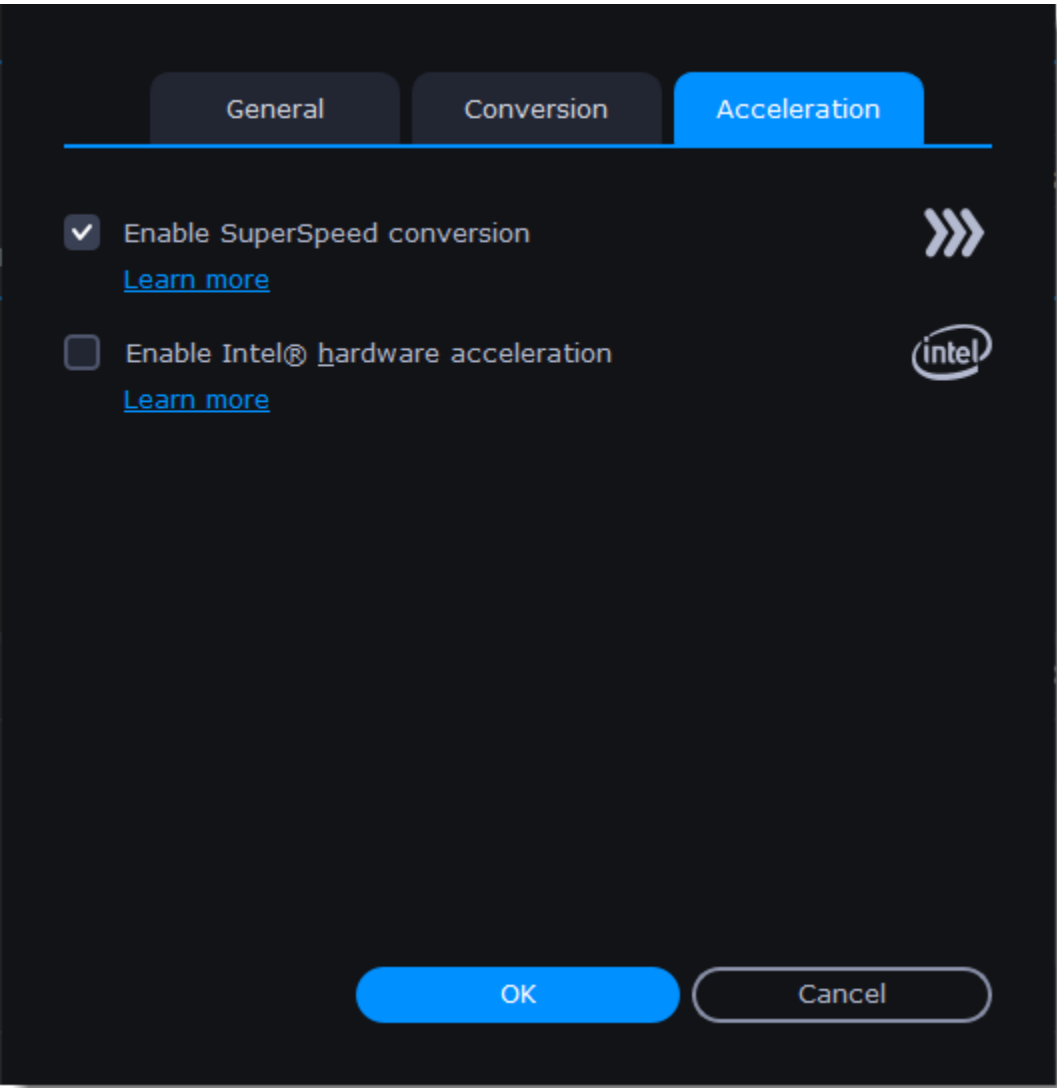 General Conversion Acceleration
Enable SuperSpeed conversion
Learn more
Enable Intel® hardware acceleration
intel
Learn more
OK Cancel